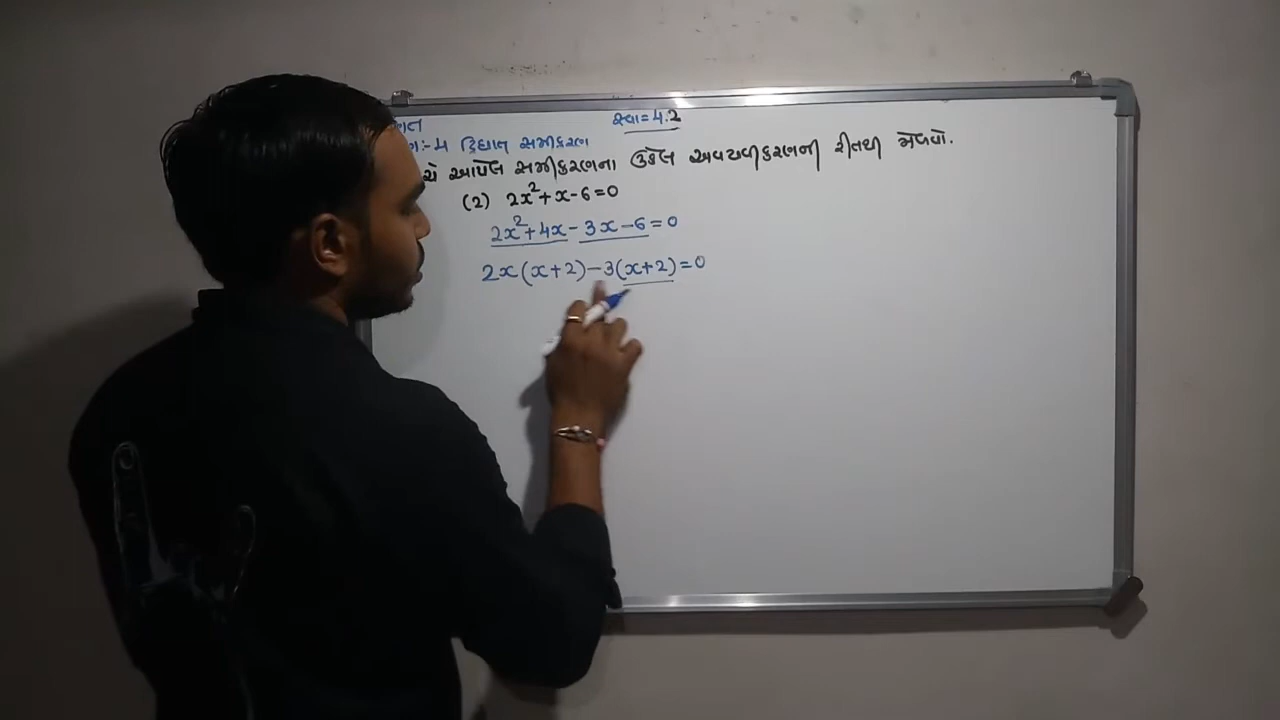 સ્વા = 4.2
:- 4 દ્વિઘાત સમીકરણ
આપેલ સમીકરણના ઉકેલ અવયવીકરણની રીતથી મેળવો.
(2) 2x² + x - 6 = 0
2x² + 4x - 3x - 6 = 0
2x(x+2) - 3(x+2) = 0